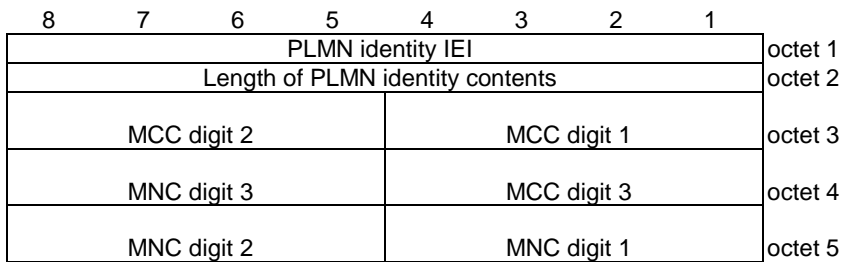 8 7 6 5 4 3 2 1
PLMN identity IEI octet 1
Length of PLMN identity contents octet 2
MCC digit 2 MCC digit 1 octet 3
MNC digit 3 MCC digit 3 octet 4
MNC digit 2 MNC digit 1 octet 5